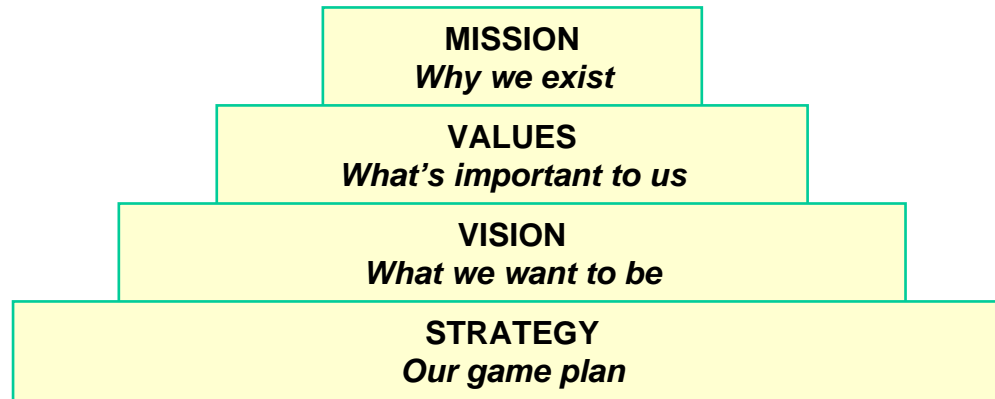 MISSION
Why we exist
VALUES
What's important to us
VISION
What we want to be
STRATEGY
Our game plan